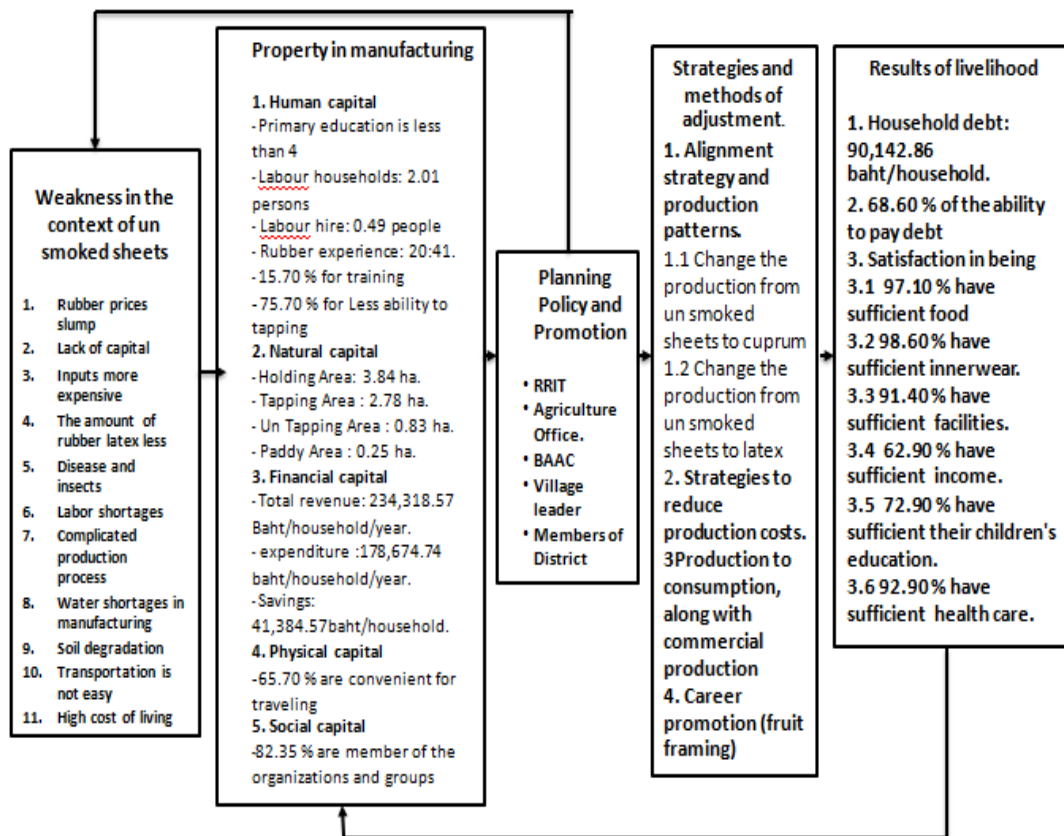 Weakness in the
context of un
smoked sheets
1. Rubber prices
slump
2. Lack of capital
3. Inputs more
expensive
4. The amount of
rubber latex less
5. Disease and
insects
6. Labor shortages
7. Complicated
production
process
8. Water shortages in
manufacturing
9. Soil degradation
10. Transportation is
not easy
11. High cost of living
Property in manufacturing
1. Human capital
-Primary education is less
than 4
-Labour households: 2.01
persons
-Labour hire: 0.49 people
-Rubber experience: 20:41.
-15.70 % for training
-75.70 % for Less ability to
tapping
2. Natural capital
-Holding Area: 3.84 ha.
-Tapping Area : 2.78 ha.
-Un Tapping Area : 0.83 ha.
-Paddy Area : 0.25 ha.
3. Financial capital
-Total revenue: 234,318.57
Baht/household/year.
- expenditure :178,674.74
baht/household/year.
-Savings:
41,384.57baht/household.
4. Physical capital
-65.70 % are convenient for
traveling
5. Social capital
-82.35 % are member of the
organizations and groups
Planning
Policy and
Promotion
• RRIT
• Agriculture
Office.
• BAAC
• Village
leader
• Members of
District
Strategies and
methods of
adjustment.
1. Alignment
strategy and
production
patterns.
1.1 Change the
production from
un smoked
sheets to cuprum
1.2 Change the
production from
un smoked
sheets to latex
2. Strategies to
reduce
production costs.
3Production to
consumption,
along with
commercial
production
4. Career
promotion (fruit
framing)
Results of livelihood
1. Household debt:
90,142.86
baht/household.
2. 68.60 % of the ability
to pay debt
3. Satisfaction in being
3.1 97.10 % have
sufficient food
3.2 98.60 % have
sufficient innerwear.
3.3 91.40 % have
sufficient facilities.
3.4 62.90 % have
sufficient income.
3.5 72.90 % have
sufficient their children's
education.
3.6 92.90 % have
sufficient health care.